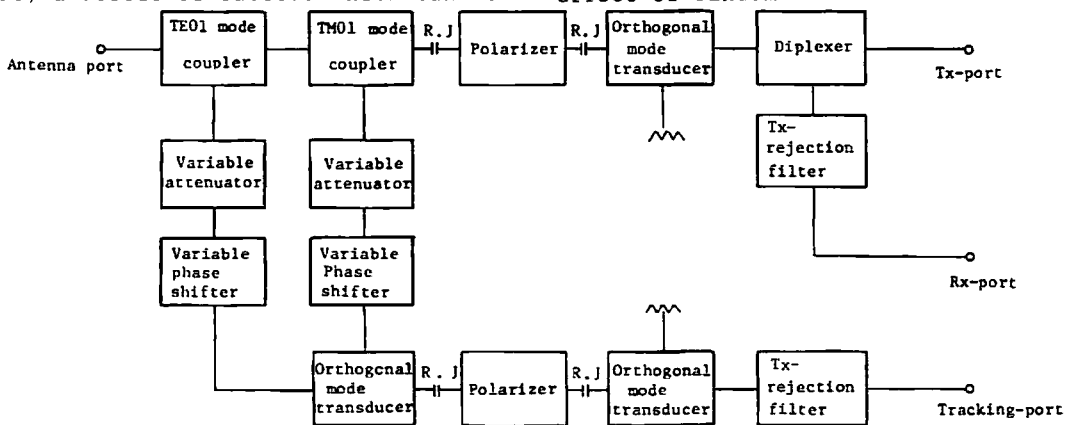 TE01 mode
coupler
TM01 mode
coupler
R.J
Polarizer
R.J
Orthogonal
mode
transducer
Diplexer
Antenna port
Tx-port
Tx-
rejection
filter
Variable
attenuator
Variable
attenuator
Variable
phase
shifter
Variable
Phase
shifter
Rx-port
Orthogonal
mode
transducer
R.J
Polarizer
R.J
Orthogonal
mode
transducer
Tx-
rejection
filter
Tracking-port